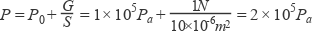 P = P₀ + G/S = 1×10⁵Pₐ + 1N/(10×10⁻⁶m²) = 2×10⁵Pₐ